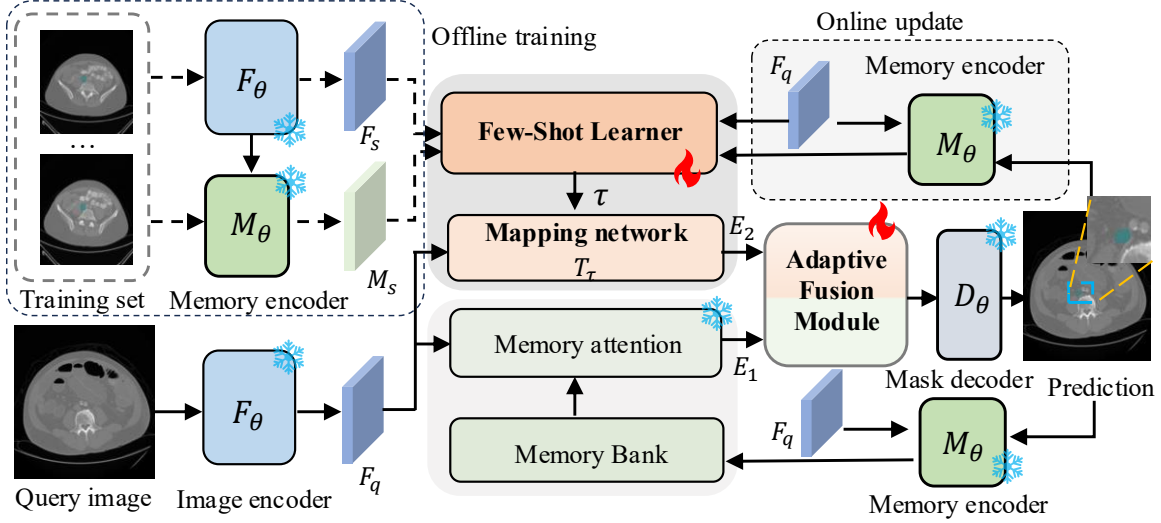 Offline training
Online update
...
F_θ
F_s
M_θ
M_s
Training set
Memory encoder
F_q
Memory encoder
M_θ
Few-Shot Learner
τ
Mapping network
T_τ
E_2
Memory attention
E_1
Memory Bank
Adaptive
Fusion
Module
D_θ
Mask decoder
Prediction
F_θ
F_q
Query image
Image encoder
F_q
M_θ
Memory encoder